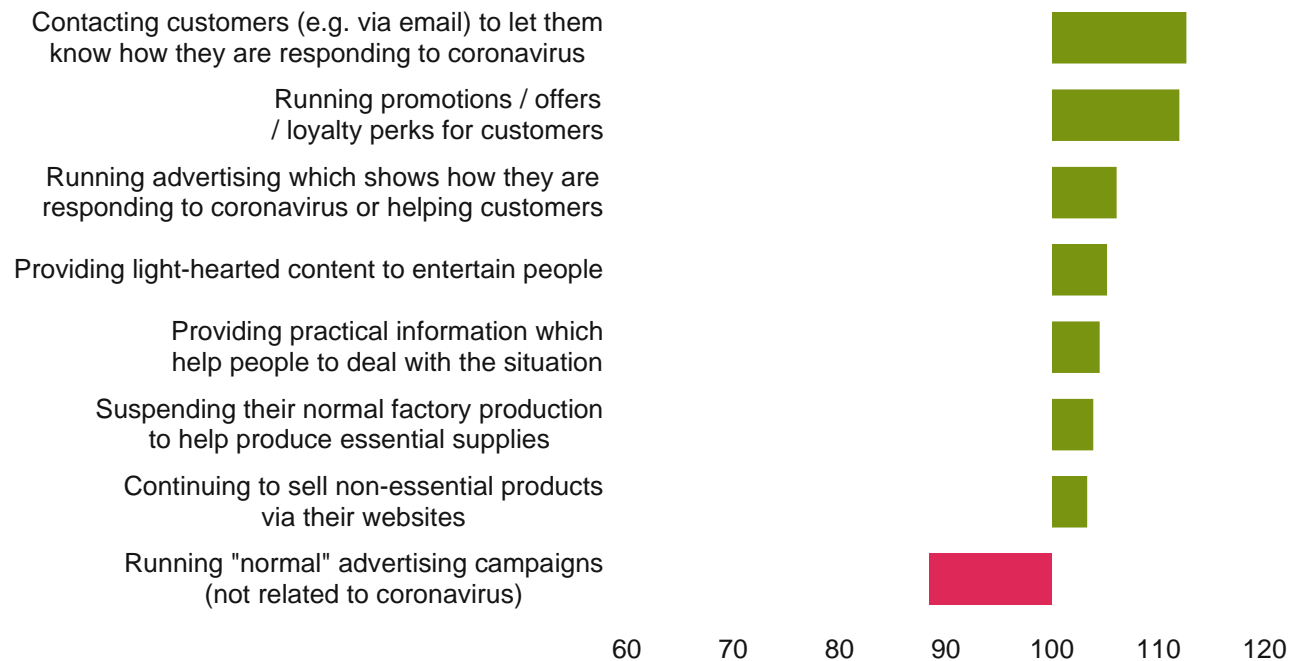 Contacting customers (e.g. via email) to let them
know how they are responding to coronavirus
Running promotions / offers
/ loyalty perks for customers
Running advertising which shows how they are
responding to coronavirus or helping customers
Providing light-hearted content to entertain people
Providing practical information which
help people to deal with the situation
Suspending their normal factory production
to help produce essential supplies
Continuing to sell non-essential products
via their websites
Running "normal" advertising campaigns
(not related to coronavirus)
60 70 80 90 100 110 120